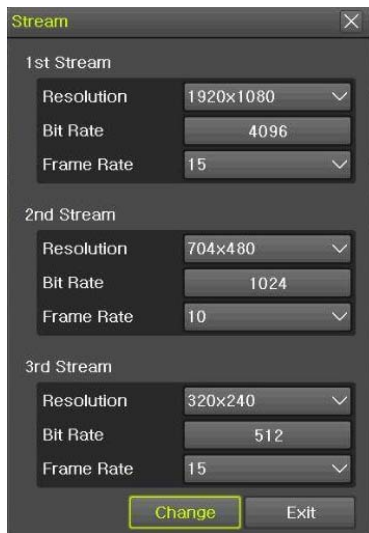 Stream
1st Stream
Resolution 1920x1080
Bit Rate 4096
Frame Rate 15
2nd Stream
Resolution 704x480
Bit Rate 1024
Frame Rate 10
3rd Stream
Resolution 320x240
Bit Rate 512
Frame Rate 15
Change Exit